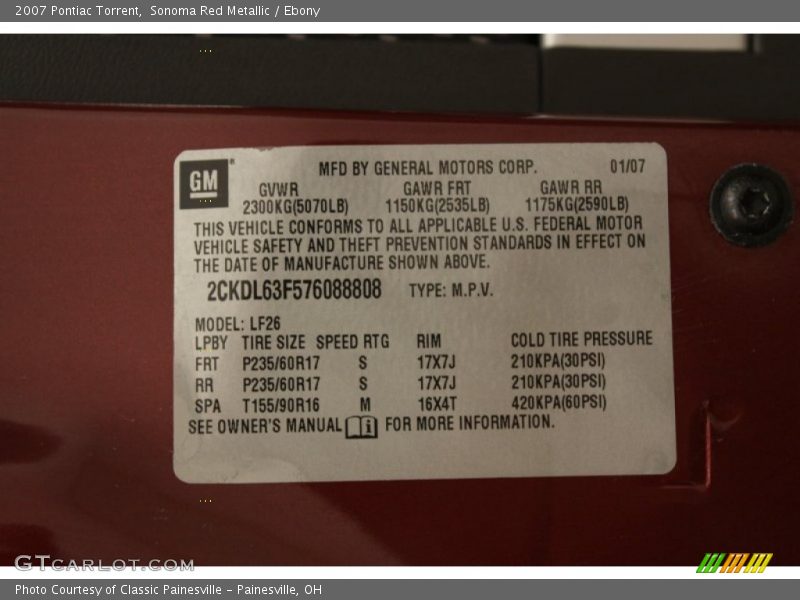 2007 Pontiac Torrent,  Sonoma Red Metallic / Ebony
GM
MFD BY GENERAL MOTORS CORP. 01/07
GVWR GAWR FRT GAWR RR
2300KG(5070LB) 1150KG(2535LB) 1175KG(2590LB)
THIS VEHICLE CONFORMS TO ALL APPLICABLE U.S. FEDERAL MOTOR
VEHICLE SAFETY AND THEFT PREVENTION STANDARDS IN EFFECT ON
THE DATE OF MANUFACTURE SHOWN ABOVE.
2CKDL63F576088808 TYPE: M.P.V.
MODEL: LF26
LPBY TIRE SIZE SPEED RTG RIM COLD TIRE PRESSURE
FRT P235/60R17 S 17X7J 210KPA(30PSI)
RR P235/60R17 S 17X7J 210KPA(30PSI)
SPA T155/90R16 M 16X4T 420KPA(60PSI)
SEE OWNER'S MANUAL i FOR MORE INFORMATION.
GTCARLOT.COM
Photo Courtesy of Classic Painesville - Painesville, OH